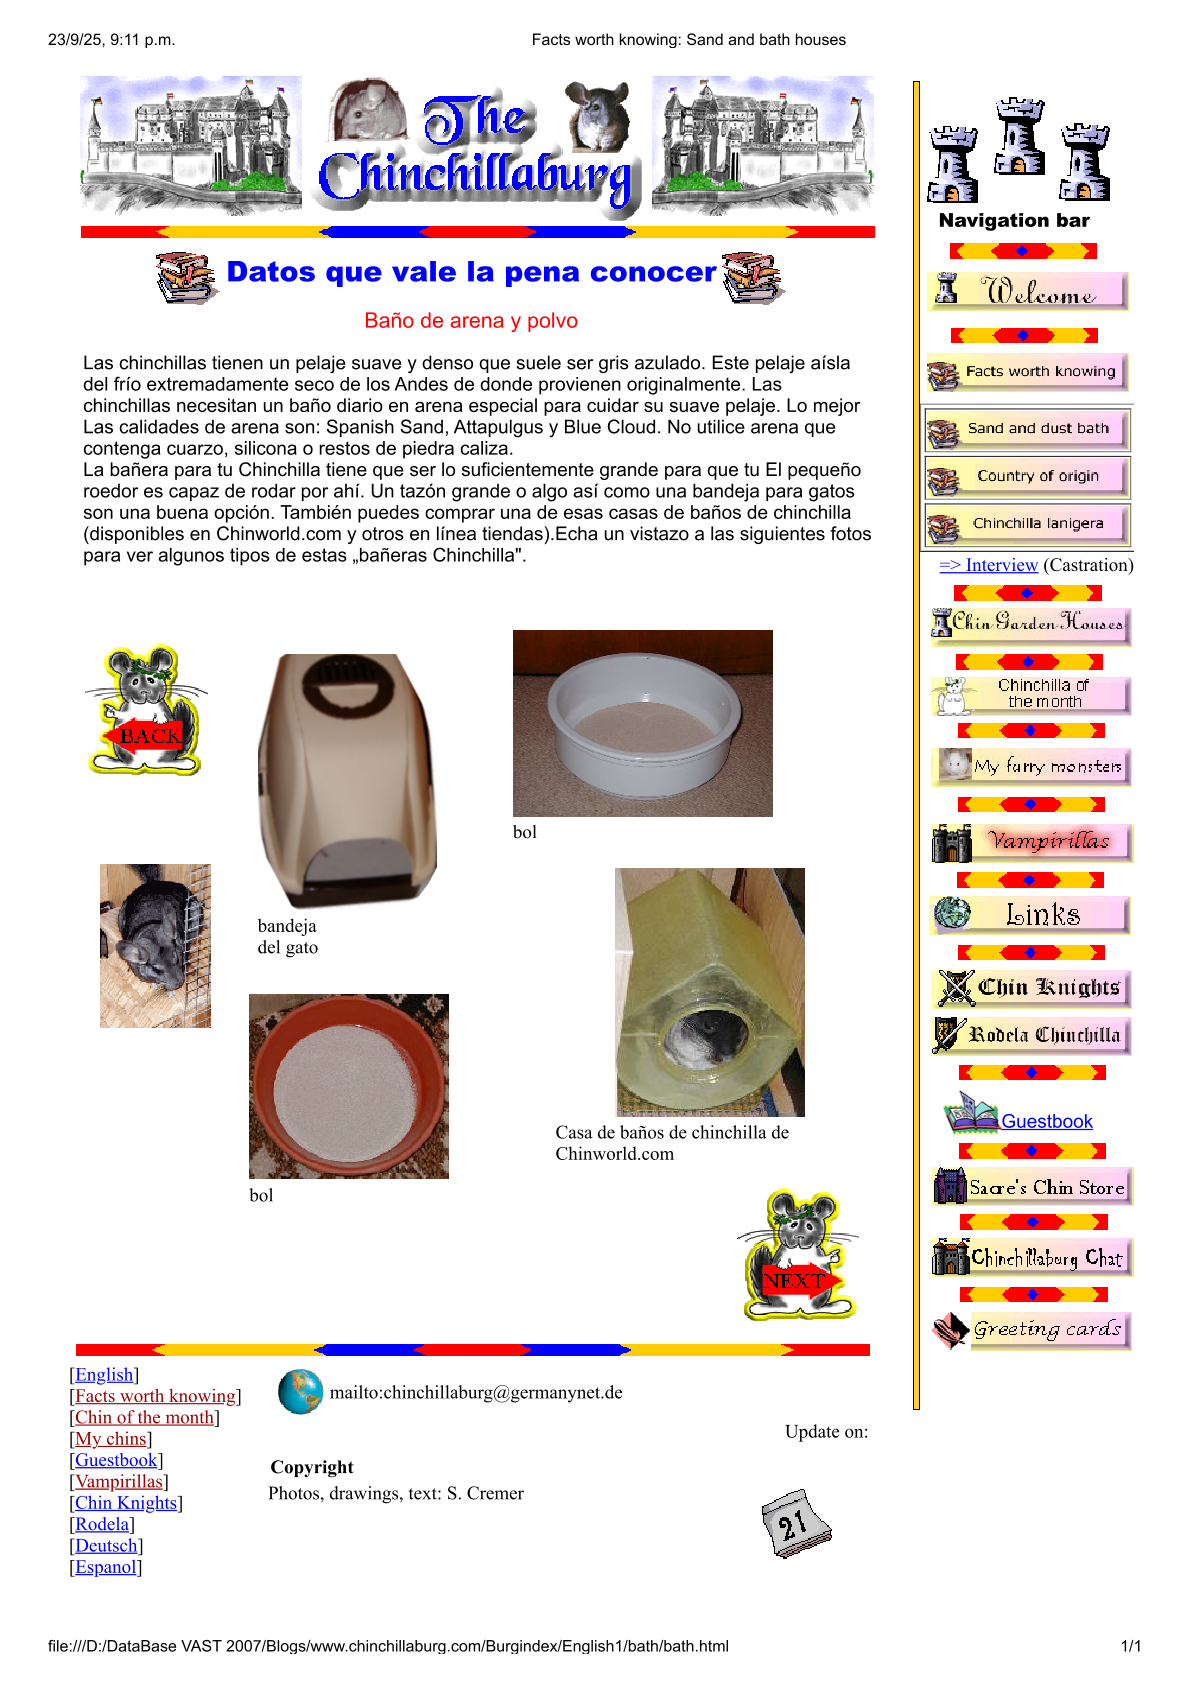 23/9/25, 9:11 p.m.
Facts worth knowing: Sand and bath houses
The
Chinchillaburg
Datos que vale la pena conocer
Baño de arena y polvo
Las chinchillas tienen un pelaje suave y denso que suele ser gris azulado. Este pelaje aísla
del frío extremadamente seco de los Andes de donde provienen originalmente. Las
chinchillas necesitan un baño diario en arena especial para cuidar su suave pelaje. Lo mejor
Las calidades de arena son: Spanish Sand, Attapulgus y Blue Cloud. No utilice arena que
contenga cuarzo, silicona o restos de piedra caliza.
La bañera para tu Chinchilla tiene que ser lo suficientemente grande para que tu El pequeño
roedor es capaz de rodar por ahí. Un tazón grande o algo así como una bandeja para gatos
son una buena opción. También puedes comprar una de esas casas de baños de chinchilla
(disponibles en Chinworld.com y otros en línea tiendas).Echa un vistazo a las siguientes fotos
para ver algunos tipos de estas „bañeras Chinchilla".
BACK
bol
bandeja
del gato
Casa de baños de chinchilla de
Chinworld.com
bol
NEXT
Navigation bar
Welcome
Facts worth knowing
Sand and dust bath
Country of origin
Chinchilla lanigera
=> Interview (Castration)
Chin Garden Houses
Chinchilla of
the month
My furry monsters
Vampirillas
Links
Chin Knights
Rodela Chinchilla
Guestbook
Sacre's Chin Store
Chinchillaburg Chat
Greeting cards
[English]
[Facts worth knowing]
[Chin of the month]
[My chins]
[Guestbook]
[Vampirillas]
[Chin Knights]
[Rodela]
[Deutsch]
[Espanol]
mailto:chinchillaburg@germanynet.de
Update on:
Copyright
Photos, drawings, text: S. Cremer
21
file:///D:/DataBase VAST 2007/Blogs/www.chinchillaburg.com/Burgindex/English1/bath/bath.html
1/1